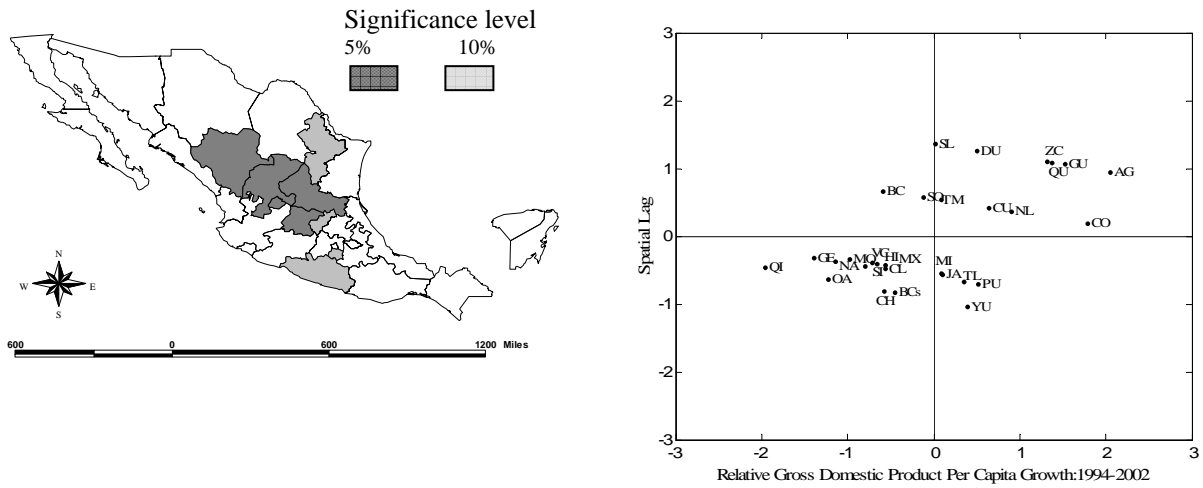 Significance level
5% 10%
N
W E
S
600 0 600 1200 Miles
3
2
1
0
-1
-2
-3
Spatial Lag
SL
DU
ZC
QU
GU
AG
BC
SO
TM
CU
NL
CO
QI
GE
NA
OA
MO
VG
SI
HI
CL
MX
CH
BCs
MI
JA
TL
PU
YU
-3 -2 -1 0 1 2 3
Relative Gross Domestic Product Per Capita Growth:1994-2002